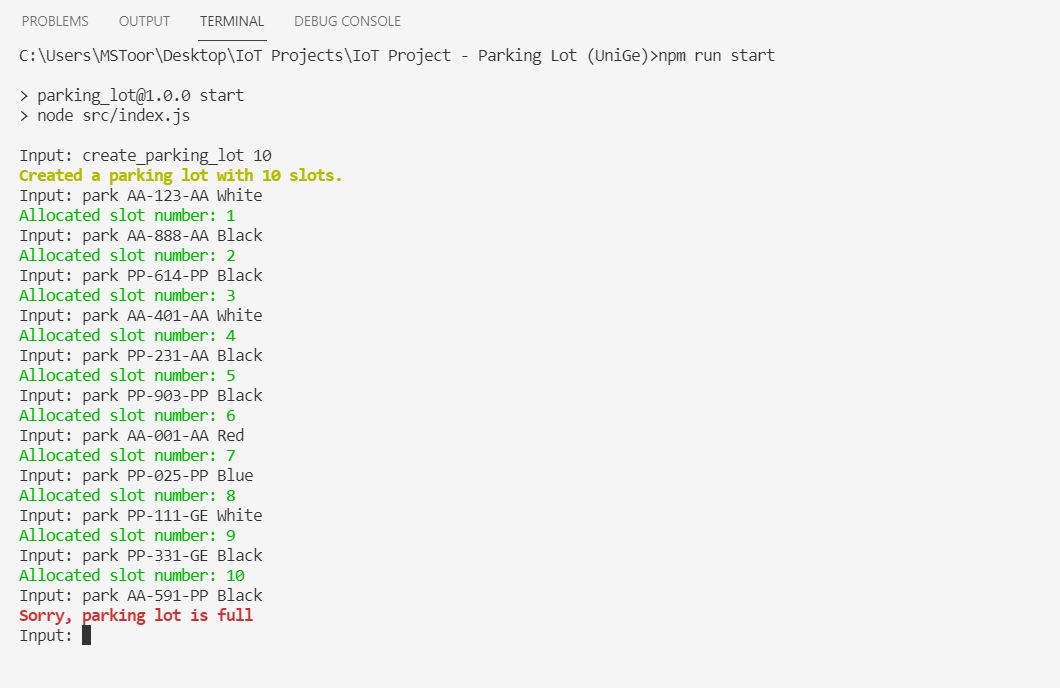 PROBLEMS OUTPUT TERMINAL DEBUG CONSOLE
C:\Users\MSToor\Desktop\IoT Projects\IoT Project - Parking Lot (UniGe)>npm run start
> parking_lot@1.0.0 start
> node src/index.js
Input: create_parking_lot 10
Created a parking lot with 10 slots.
Input: park AA-123-AA White
Allocated slot number: 1
Input: park AA-888-AA Black
Allocated slot number: 2
Input: park PP-614-PP Black
Allocated slot number: 3
Input: park AA-401-AA White
Allocated slot number: 4
Input: park PP-231-AA Black
Allocated slot number: 5
Input: park PP-903-PP Black
Allocated slot number: 6
Input: park AA-001-AA Red
Allocated slot number: 7
Input: park PP-025-PP Blue
Allocated slot number: 8
Input: park PP-111-GE White
Allocated slot number: 9
Input: park PP-331-GE Black
Allocated slot number: 10
Input: park AA-591-PP Black
Sorry, parking lot is full
Input: